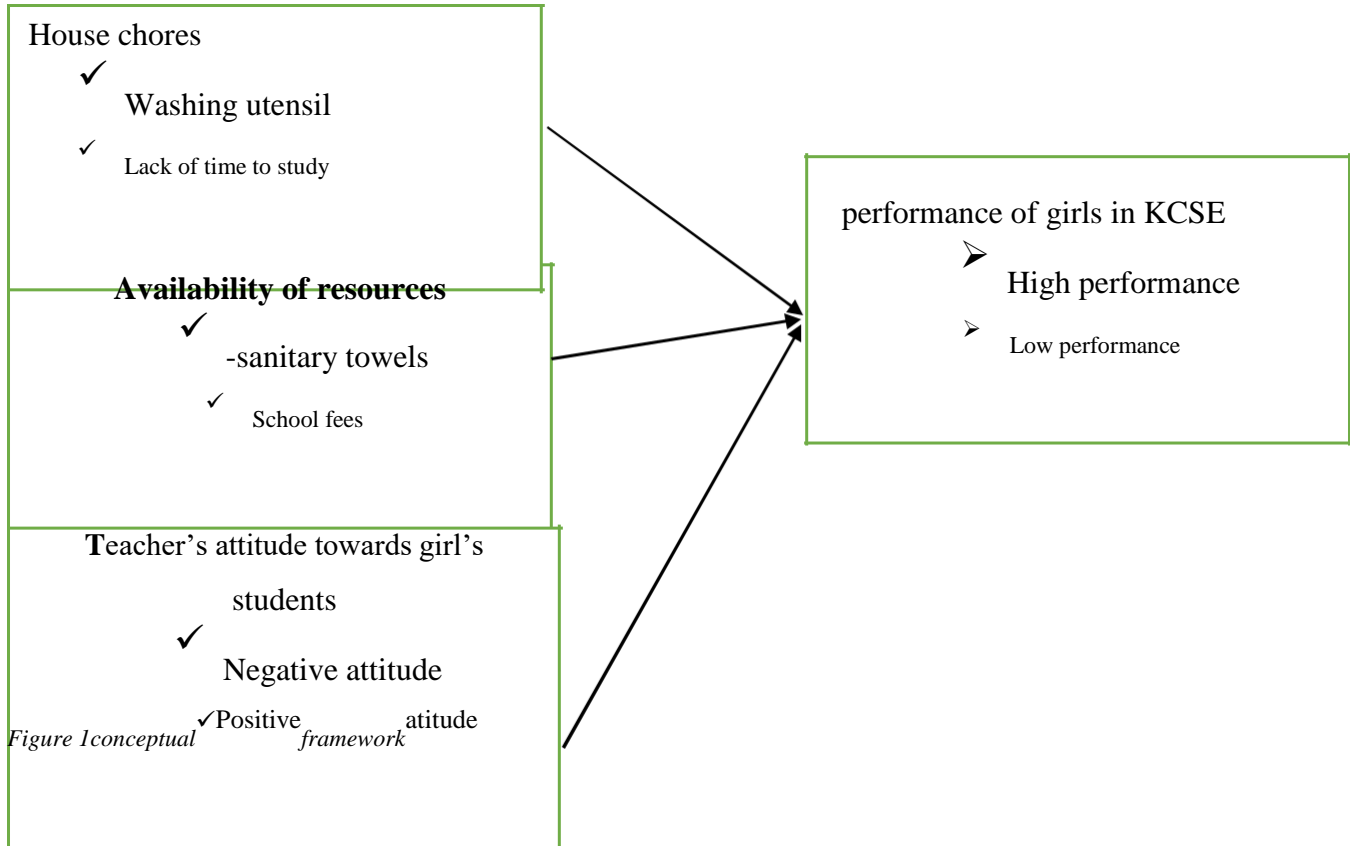 House chores
✓
Washing utensil
✓ Lack of time to study
Availability of resources
✓
-sanitary towels
✓ School fees
Teacher’s attitude towards girl’s
students
✓
Negative attitude
✓Positive atitude
Figure 1conceptual framework
performance of girls in KCSE
➢
High performance
➢ Low performance